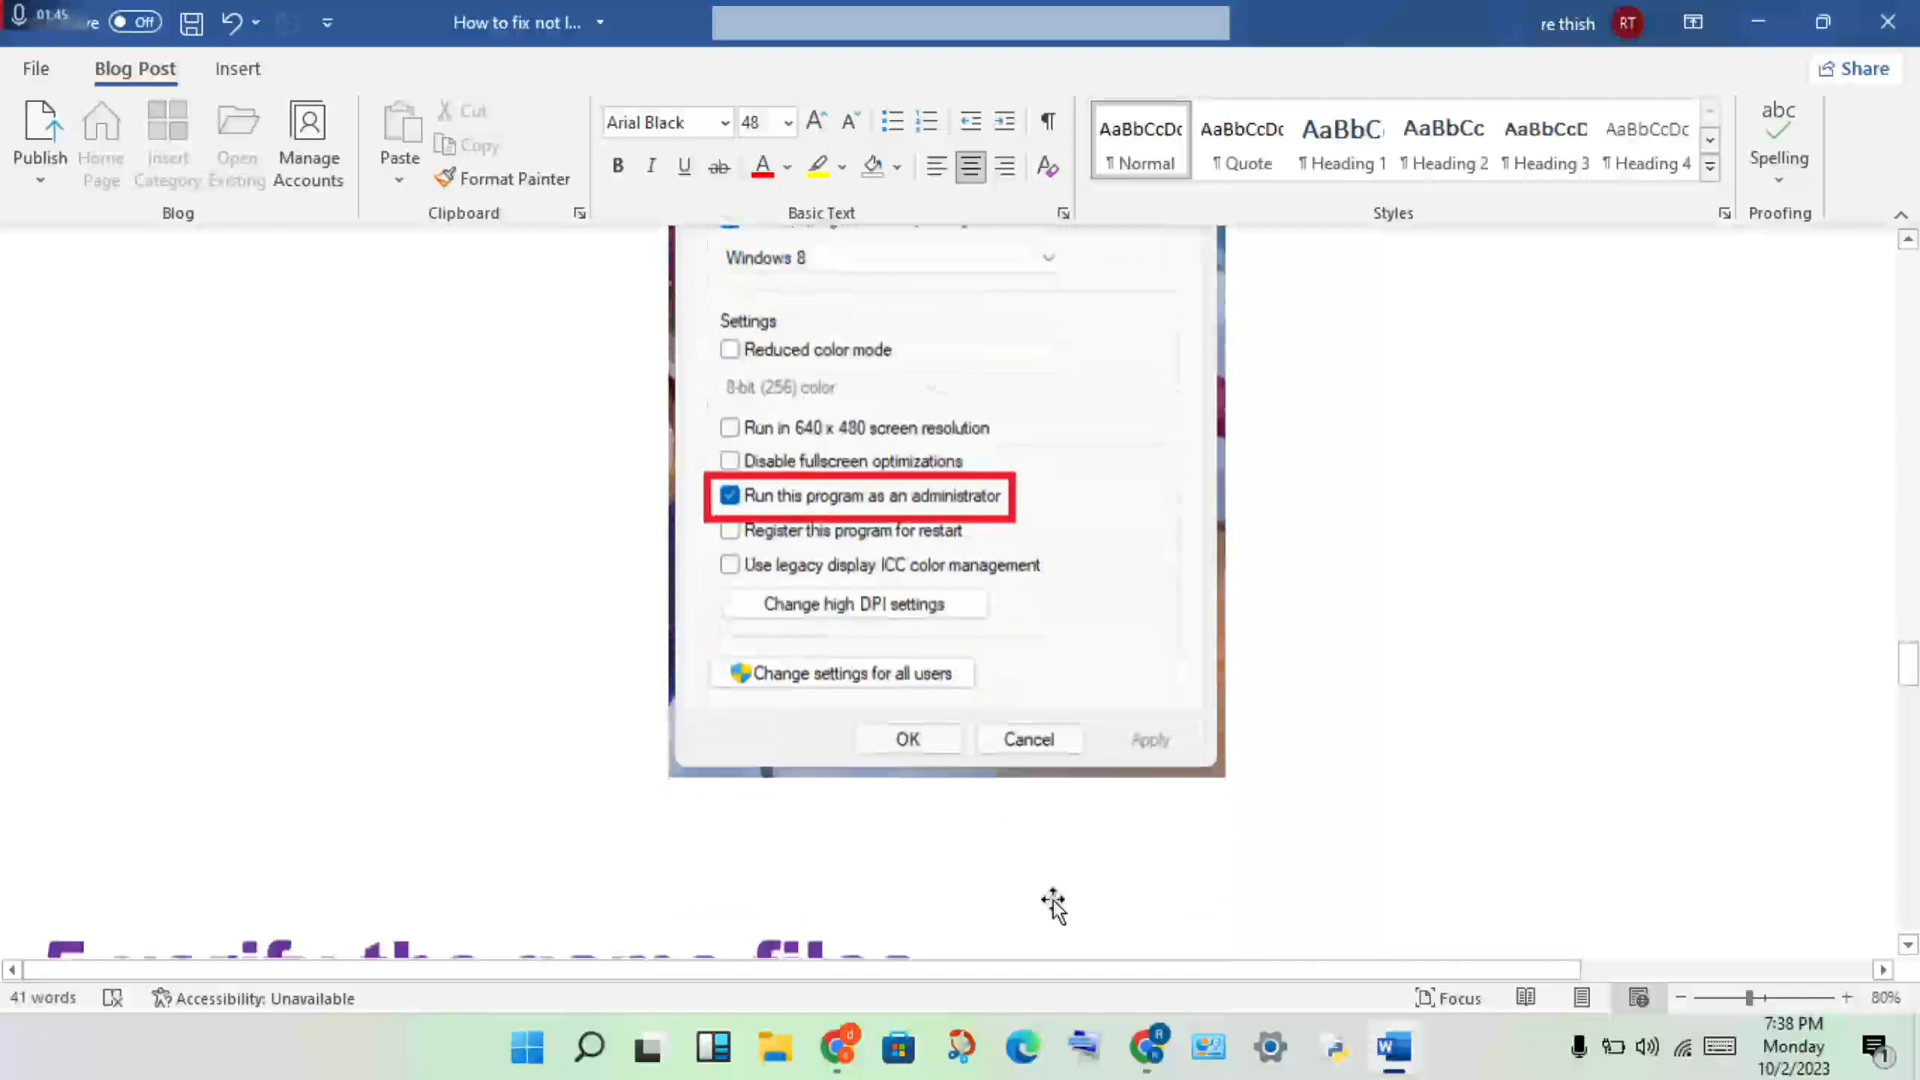 01:45 ve Off How to fix not l... re thish RT
File Blog Post Insert Share
Publish Home Page Insert Category Open Existing Manage Accounts
Paste Cut
Copy
Format Painter
Arial Black 48
B I U ab A
AaBbCcDc AaBbCcDc AaBbC AaBbCc AaBbCcD AaBbCcDc
¶ Normal ¶ Quote ¶ Heading 1 ¶ Heading 2 ¶ Heading 3 ¶ Heading 4
abc
Spelling
Blog Clipboard Basic Text Styles Proofing
Windows 8
Settings
Reduced color mode
8-bit (256) color
Run in 640 x 480 screen resolution
Disable fullscreen optimizations
Run this program as an administrator
Register this program for restart
Use legacy display ICC color management
Change high DPI settings
Change settings for all users
OK Cancel Apply
41 words Accessibility: Unavailable Focus 80%
7:38 PM
Monday
10/2/2023
1